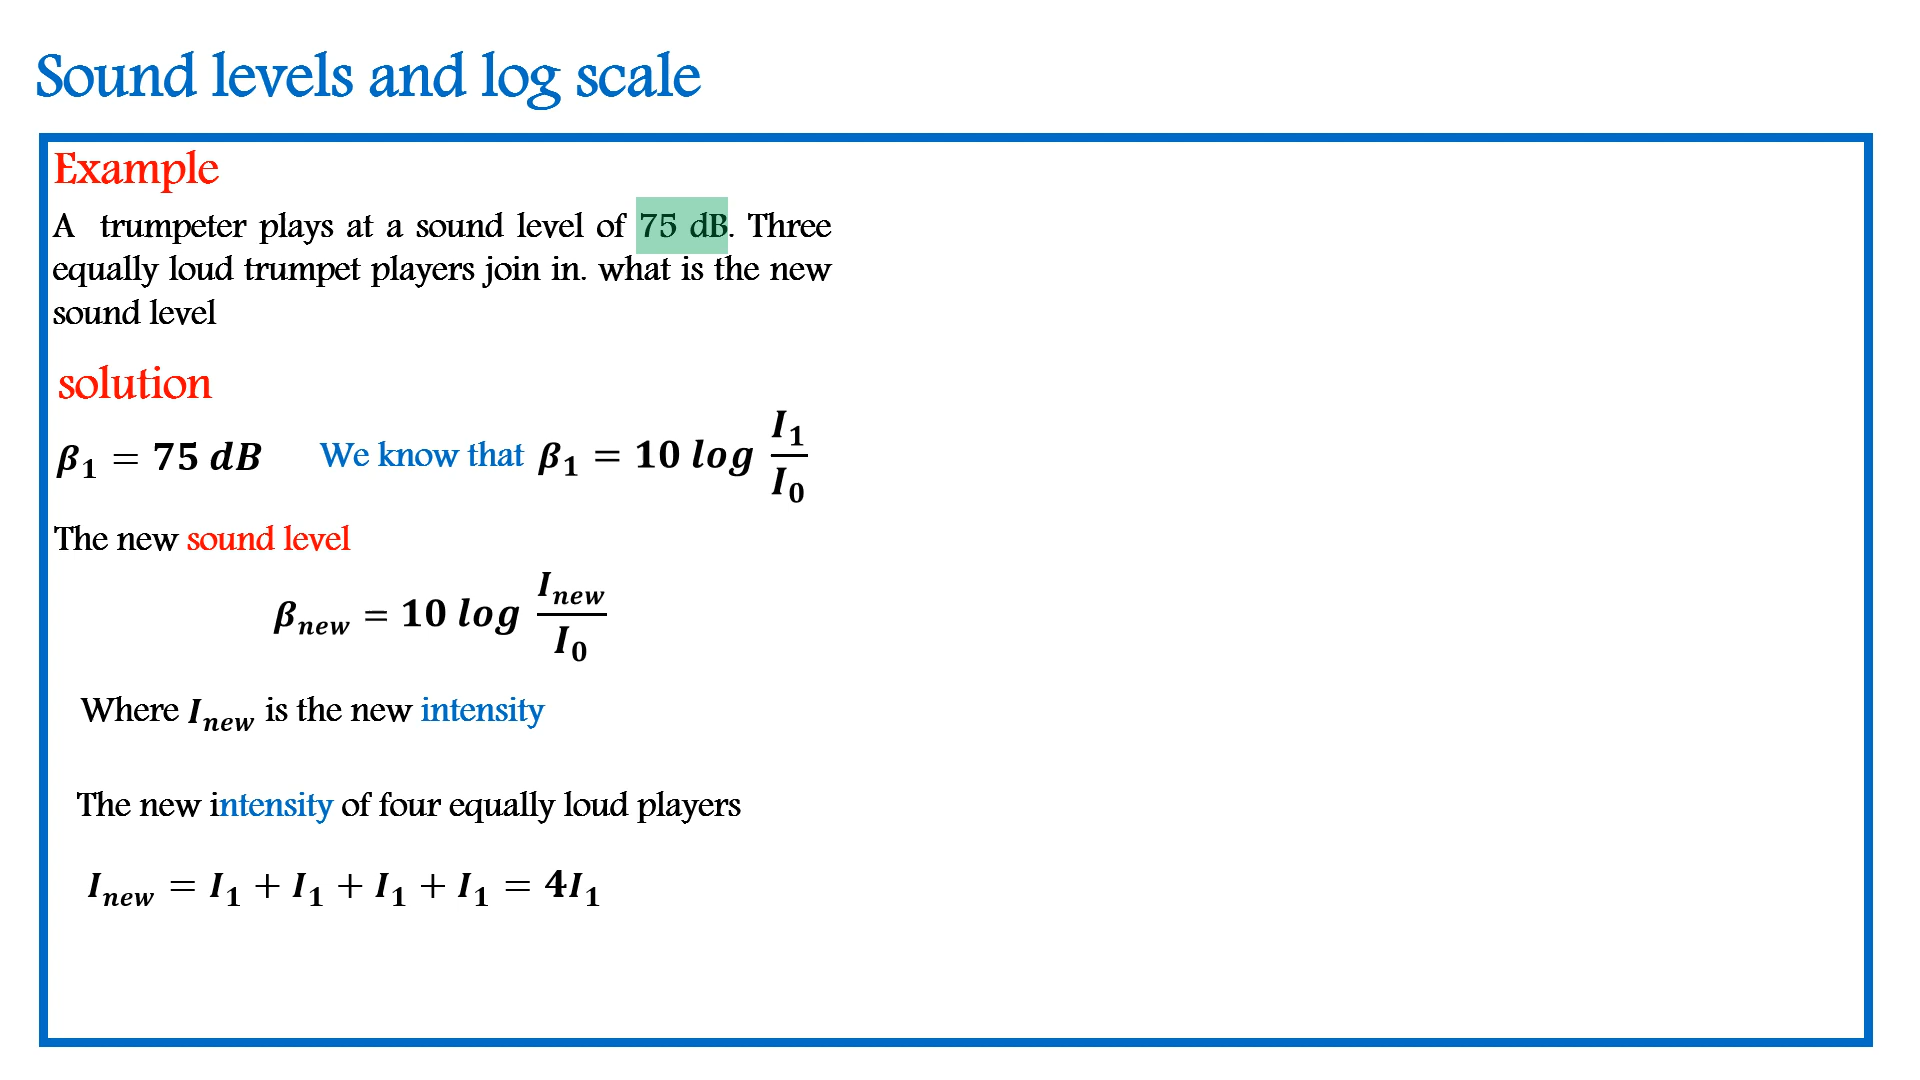 Sound levels and log scale
Example
A trumpeter plays at a sound level of 75 dB. Three
equally loud trumpet players join in. what is the new
sound level
solution
β₁ = 75 dB We know that β₁ = 10 log I₁/I₀
The new sound level
βₙₑw = 10 log Iₙₑw/I₀
Where Iₙₑw is the new intensity
The new intensity of four equally loud players
Iₙₑw = I₁ + I₁ + I₁ + I₁ = 4I₁